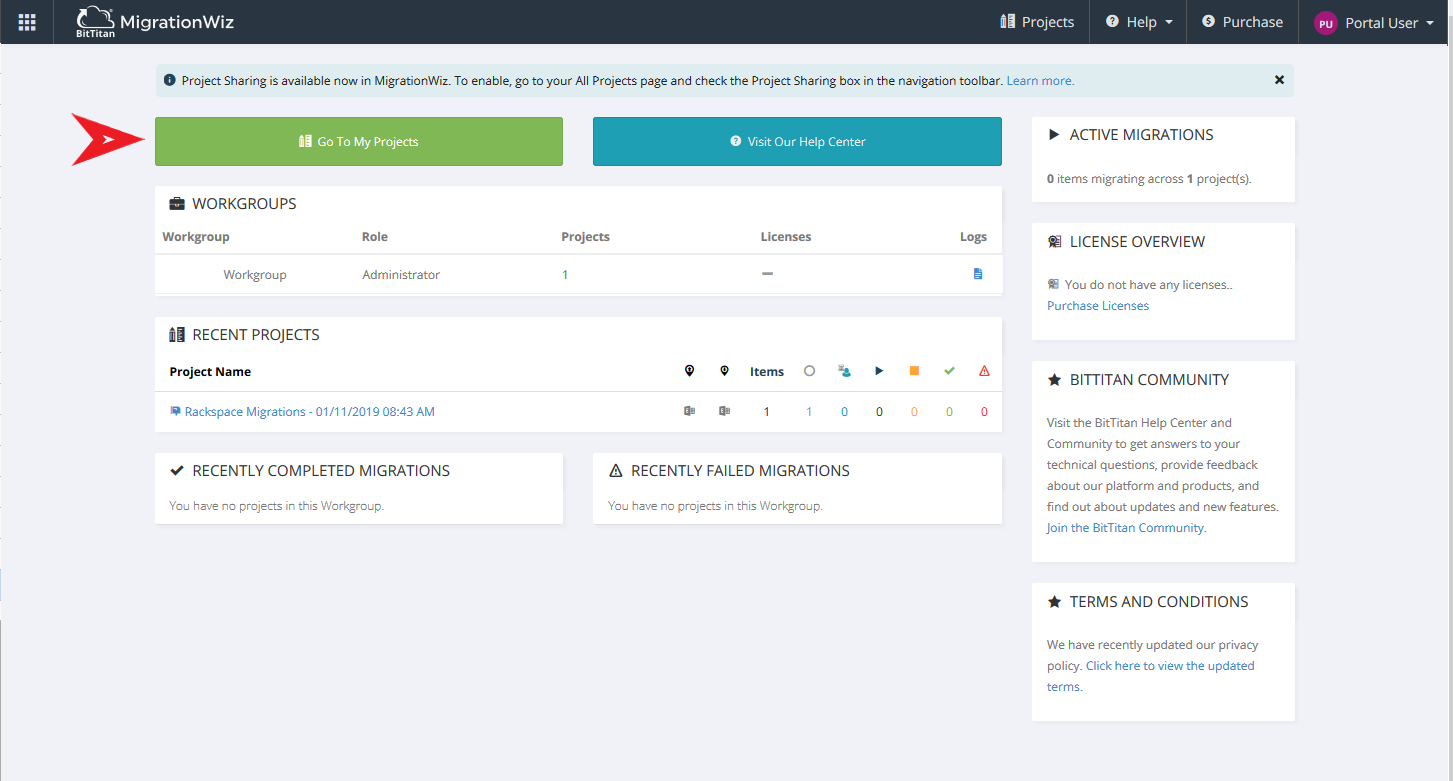 BitTitan MigrationWiz Projects Help Purchase PU Portal User
Project Sharing is available now in MigrationWiz. To enable, go to your All Projects page and check the Project Sharing box in the navigation toolbar. Learn more.
Go To My Projects
Visit Our Help Center
WORKGROUPS
Workgroup Role Projects Licenses Logs
Workgroup Administrator 1 —
RECENT PROJECTS
Project Name Items
Rackspace Migrations - 01/11/2019 08:43 AM 1 1 0 0 0 0 0
RECENTLY COMPLETED MIGRATIONS
You have no projects in this Workgroup.
RECENTLY FAILED MIGRATIONS
You have no projects in this Workgroup.
ACTIVE MIGRATIONS
0 items migrating across 1 project(s).
LICENSE OVERVIEW
You do not have any licenses..
Purchase Licenses
BITTITAN COMMUNITY
Visit the BitTitan Help Center and
Community to get answers to your
technical questions, provide feedback
about our platform and products, and
find out about updates and new features.
Join the BitTitan Community.
TERMS AND CONDITIONS
We have recently updated our privacy
policy. Click here to view the updated
terms.